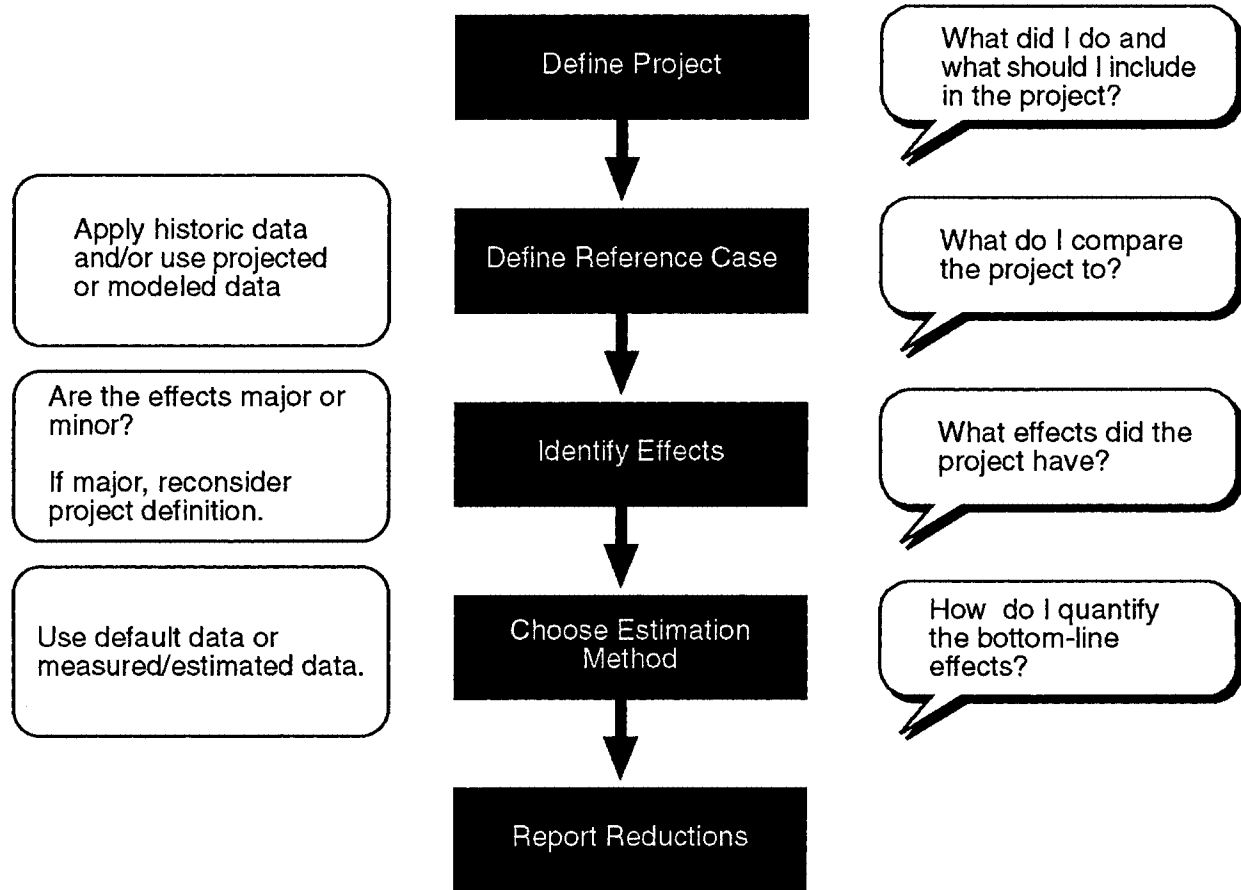 Define Project
What did I do and
what should I include
in the project?
Apply historic data
and/or use projected
or modeled data
Define Reference Case
What do I compare
the project to?
Are the effects major or
minor?
If major, reconsider
project definition.
Identify Effects
What effects did the
project have?
Use default data or
measured/estimated data.
Choose Estimation
Method
How do I quantify
the bottom-line
effects?
Report Reductions